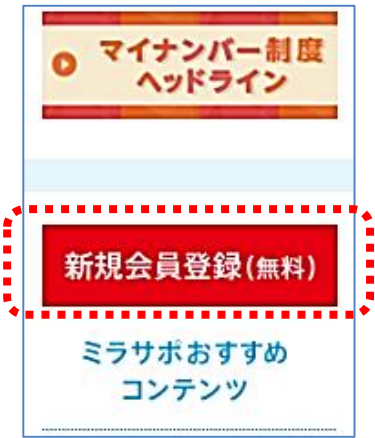 マイナンバー制度
ヘッドライン
新規会員登録(無料)
ミラサポおすすめ
コンテンツ